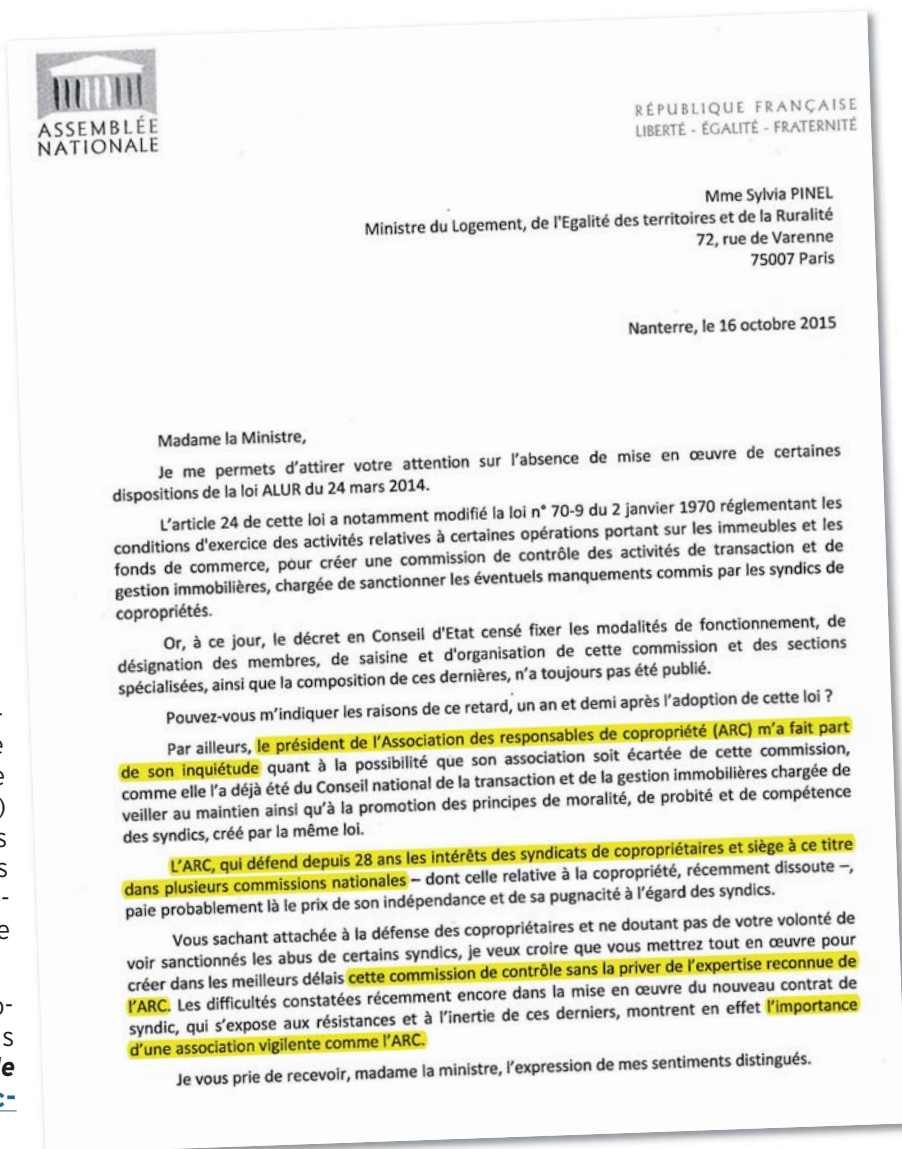 ASSEMBLÉE
NATIONALE
RÉPUBLIQUE FRANÇAISE
LIBERTÉ - ÉGALITÉ - FRATERNITÉ
Mme Sylvia PINEL
Ministre du Logement, de l'Egalité des territoires et de la Ruralité
72, rue de Varenne
75007 Paris
Nanterre, le 16 octobre 2015
Madame la Ministre,
Je me permets d'attirer votre attention sur l'absence de mise en œuvre de certaines
dispositions de la loi ALUR du 24 mars 2014.
L'article 24 de cette loi a notamment modifié la loi n° 70-9 du 2 janvier 1970 réglementant les
conditions d'exercice des activités relatives à certaines opérations portant sur les immeubles et les
fonds de commerce, pour créer une commission de contrôle des activités de transaction et de
gestion immobilières, chargée de sanctionner les éventuels manquements commis par les syndics de
copropriétés.
Or, à ce jour, le décret en Conseil d'Etat censé fixer les modalités de fonctionnement, de
désignation des membres, de saisine et d'organisation de cette commission et des sections
spécialisées, ainsi que la composition de ces dernières, n'a toujours pas été publié.
Pouvez-vous m'indiquer les raisons de ce retard, un an et demi après l'adoption de cette loi ?
Par ailleurs, le président de l'Association des responsables de copropriété (ARC) m'a fait part
de son inquiétude quant à la possibilité que son association soit écartée de cette commission,
comme elle l'a déjà été du Conseil national de la transaction et de la gestion immobilières chargée de
veiller au maintien ainsi qu'à la promotion des principes de moralité, de probité et de compétence
des syndics, créé par la même loi.
L'ARC, qui défend depuis 28 ans les intérêts des syndicats de copropriétaires et siège à ce titre
dans plusieurs commissions nationales – dont celle relative à la copropriété, récemment dissoute –,
paie probablement là le prix de son indépendance et de sa pugnacité à l'égard des syndics.
Vous sachant attachée à la défense des copropriétaires et ne doutant pas de votre volonté de
voir sanctionnés les abus de certains syndics, je veux croire que vous mettrez tout en œuvre pour
créer dans les meilleurs délais cette commission de contrôle sans la priver de l'expertise reconnue de
l'ARC. Les difficultés constatées récemment encore dans la mise en œuvre du nouveau contrat de
syndic, qui s'expose aux résistances et à l'inertie de ces derniers, montrent en effet l'importance
d'une association vigilente comme l'ARC.
Je vous prie de recevoir, madame la ministre, l'expression de mes sentiments distingués.